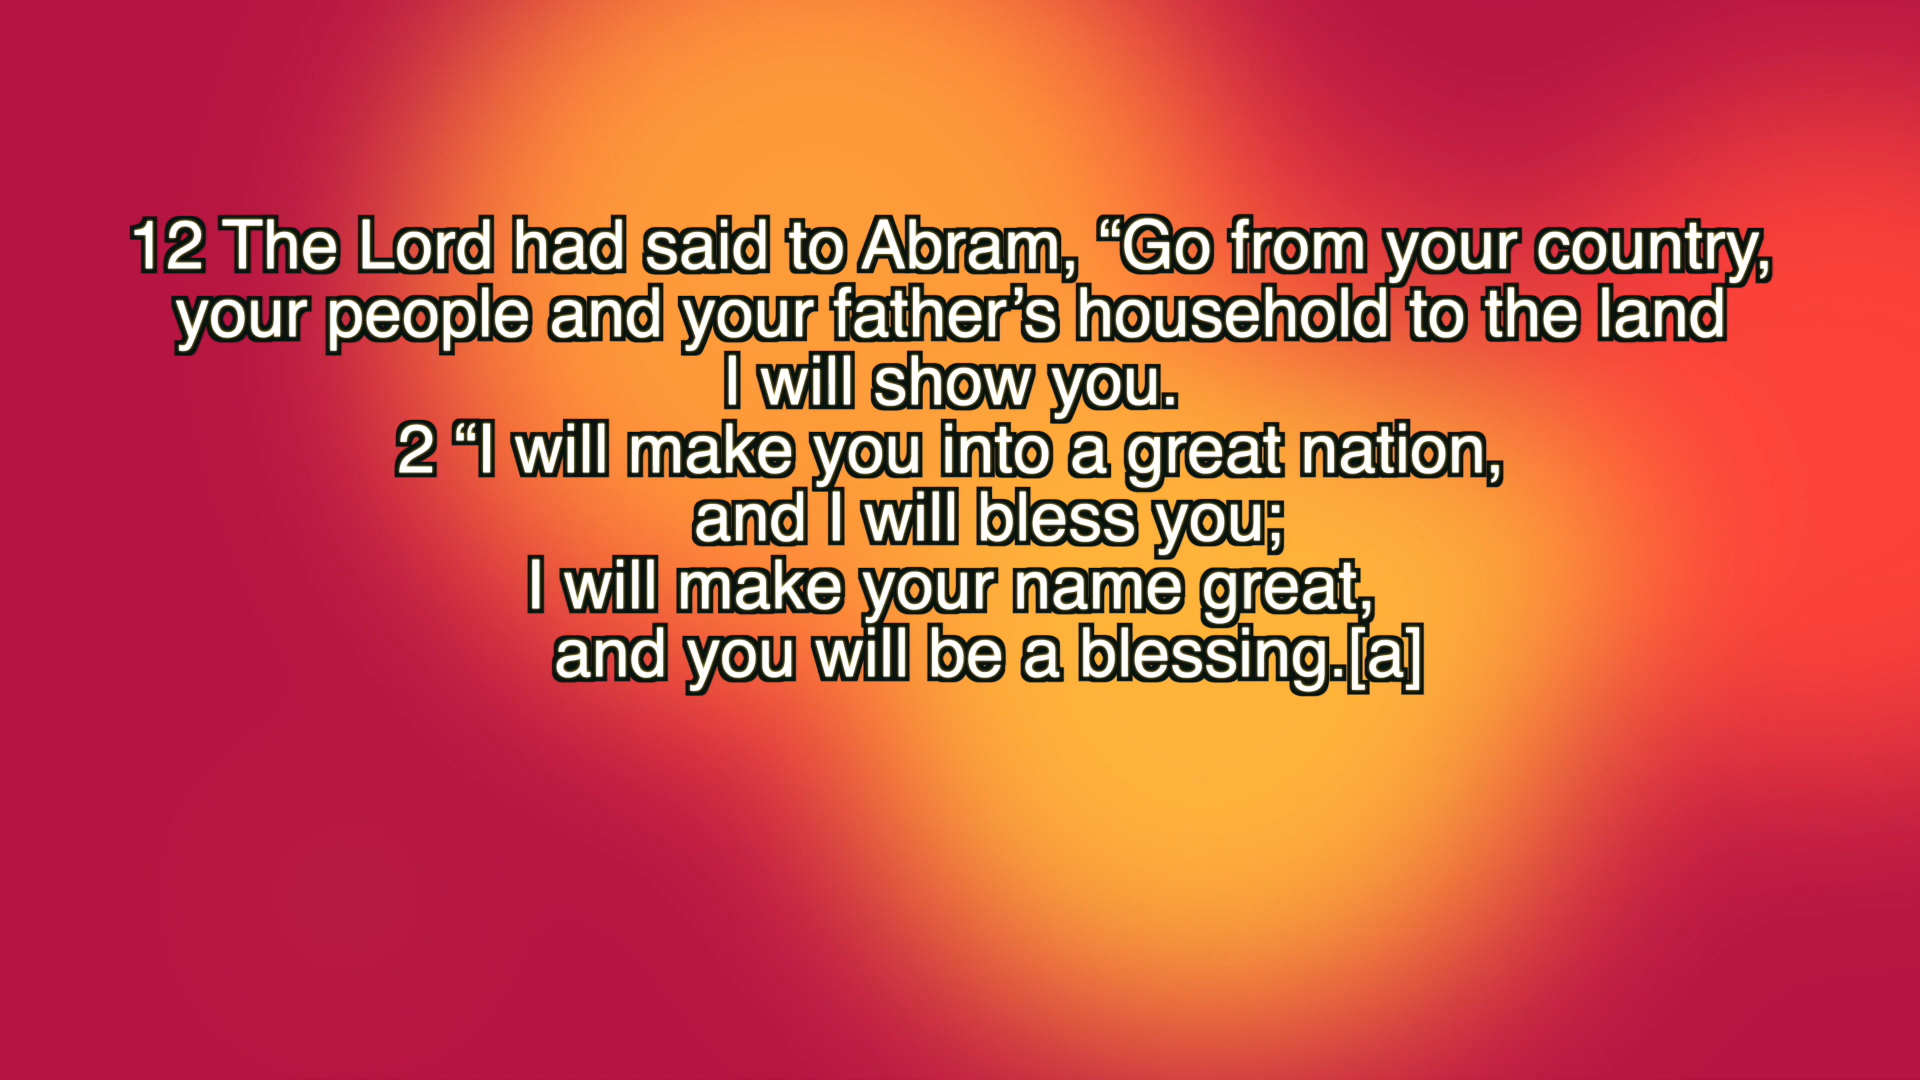 12 The Lord had said to Abram, “Go from your country,
your people and your father’s household to the land
I will show you.
2 “I will make you into a great nation,
and I will bless you;
I will make your name great,
and you will be a blessing.[a]